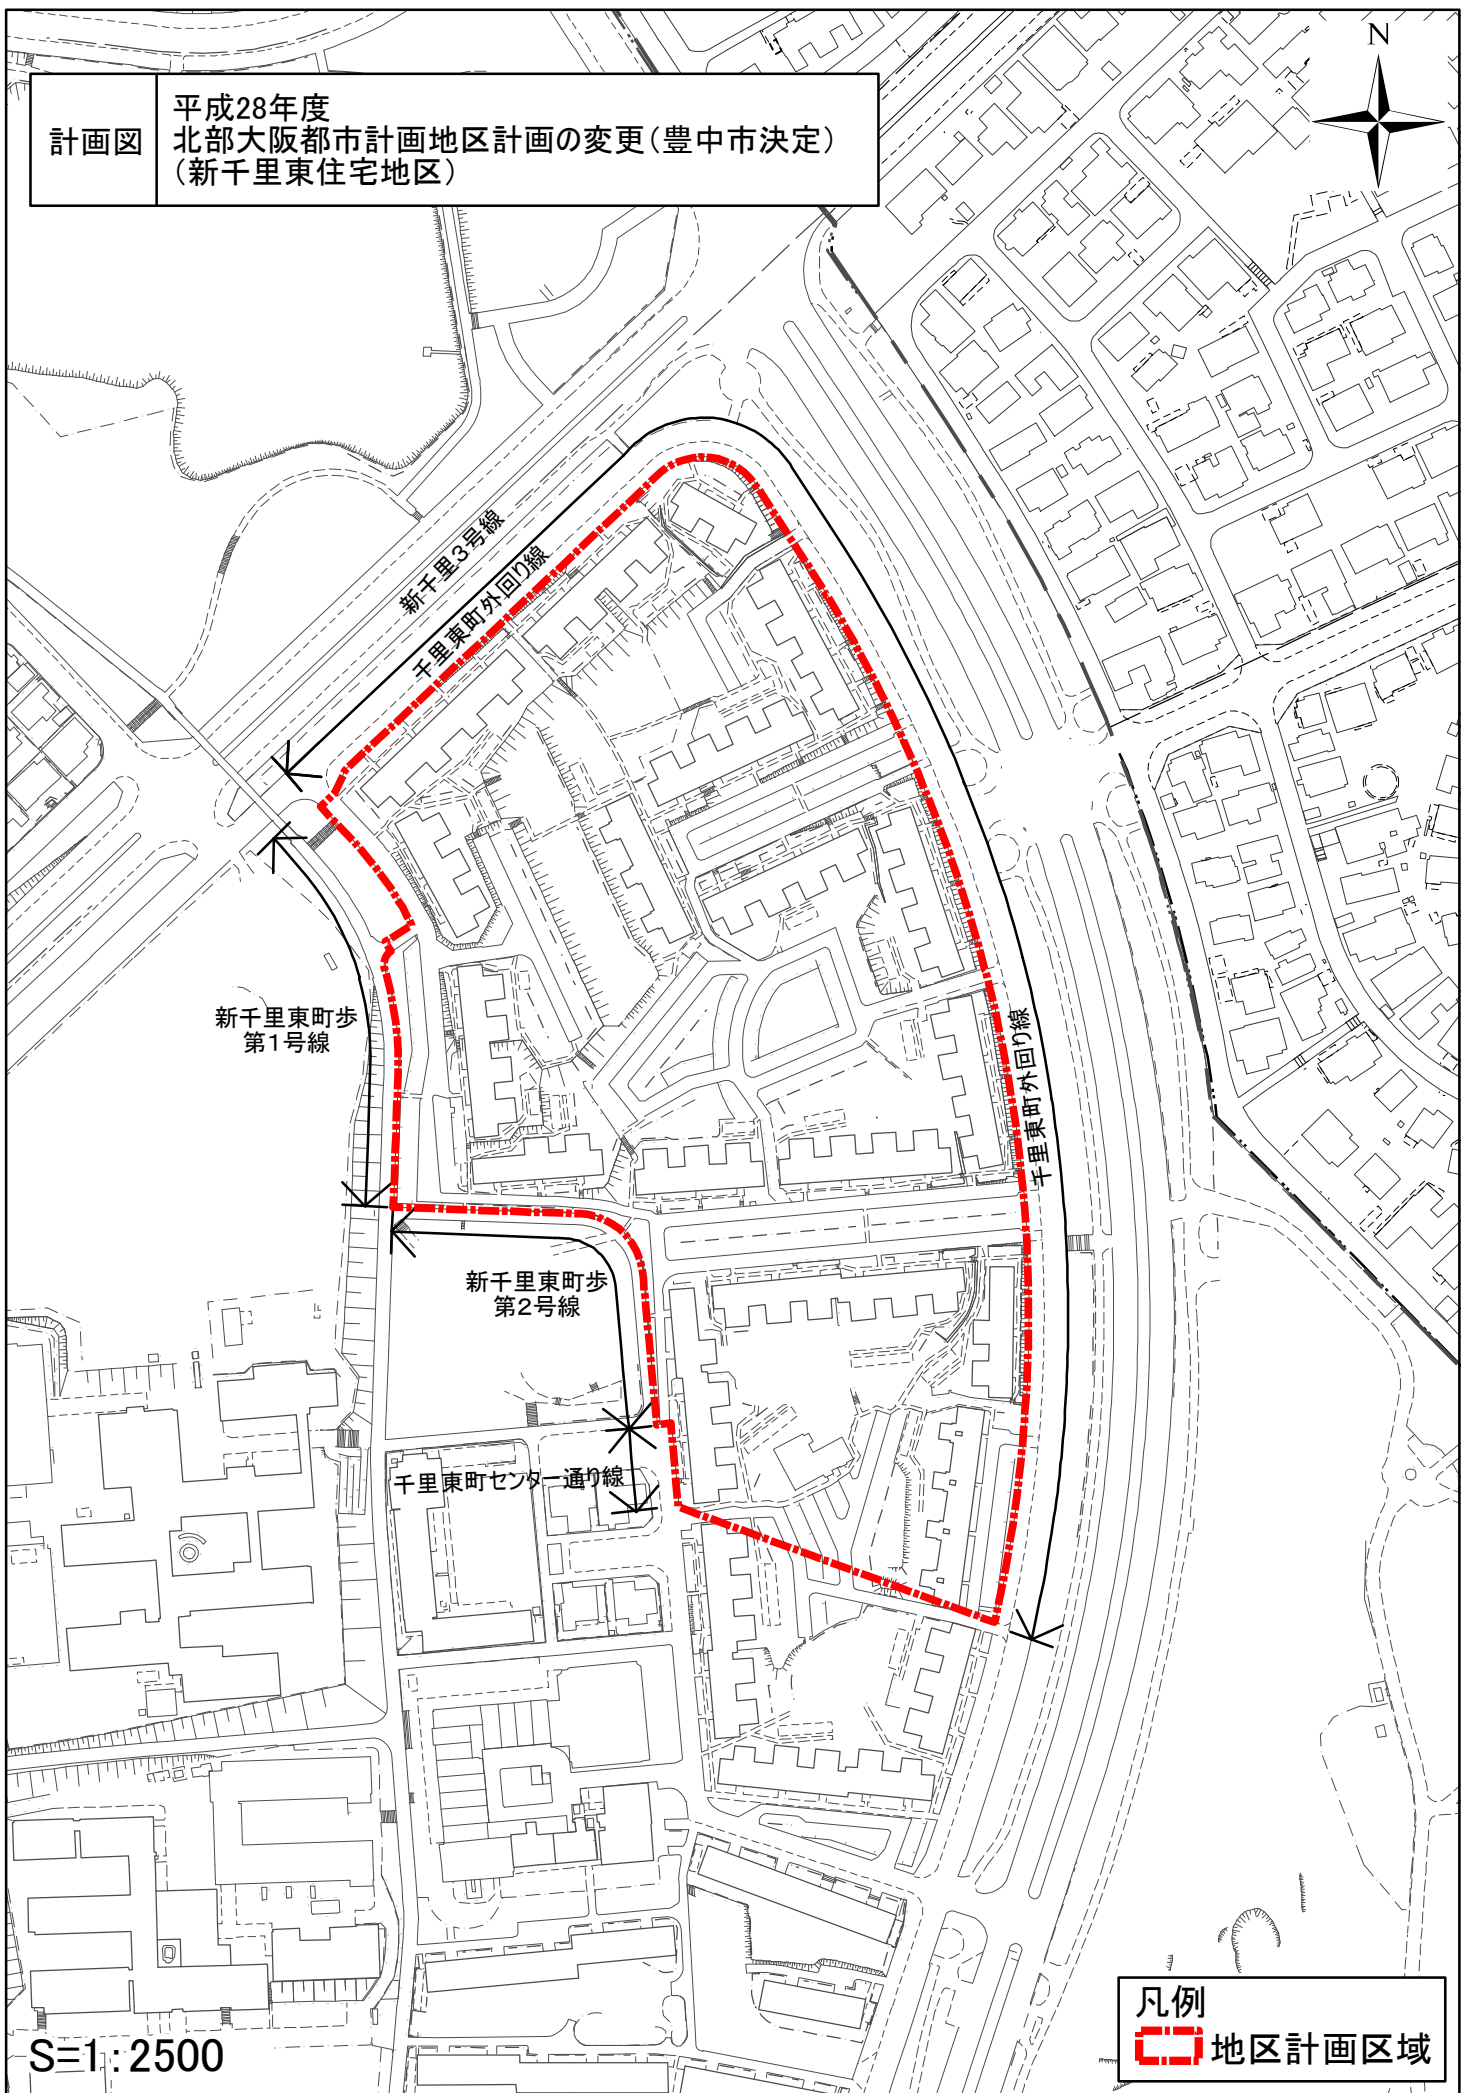 計画図
平成28年度
北部大阪都市計画地区計画の変更(豊中市決定)
(新千里東住宅地区)
N
新千里3号線
千里東町外回り線
新千里東町歩
第1号線
千里東町外回り線
新千里東町歩
第2号線
千里東町センター通り線
凡例
地区計画区域
S=1:2500